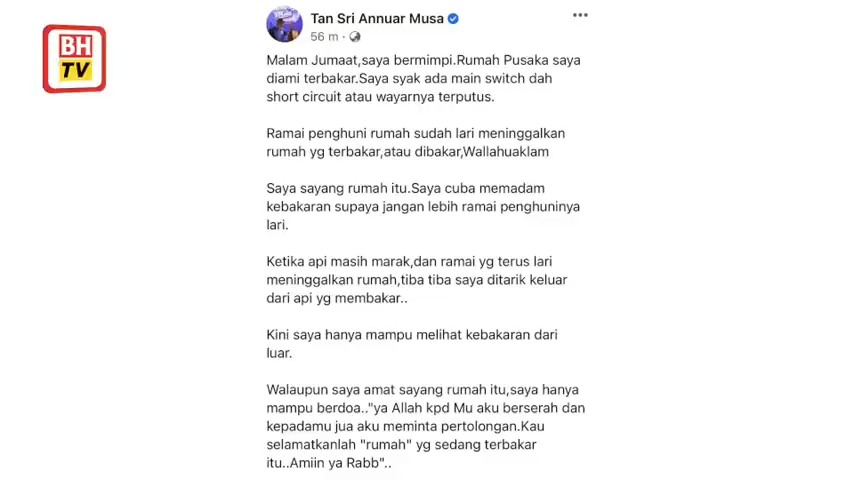 BH
TV
Tan Sri Annuar Musa
56 m ·
Malam Jumaat,saya bermimpi.Rumah Pusaka saya
diami terbakar.Saya syak ada main switch dah
short circuit atau wayarnya terputus.
Ramai penghuni rumah sudah lari meninggalkan
rumah yg terbakar,atau dibakar,Wallahuaklam
Saya sayang rumah itu.Saya cuba memadam
kebakaran supaya jangan lebih ramai penghuninya
lari.
Ketika api masih marak,dan ramai yg terus lari
meninggalkan rumah,tiba tiba saya ditarik keluar
dari api yg membakar..
Kini saya hanya mampu melihat kebakaran dari
luar.
Walaupun saya amat sayang rumah itu,saya hanya
mampu berdoa.."ya Allah kpd Mu aku berserah dan
kepadamu jua aku meminta pertolongan.Kau
selamatkanlah "rumah" yg sedang terbakar
itu..Amiin ya Rabb"..